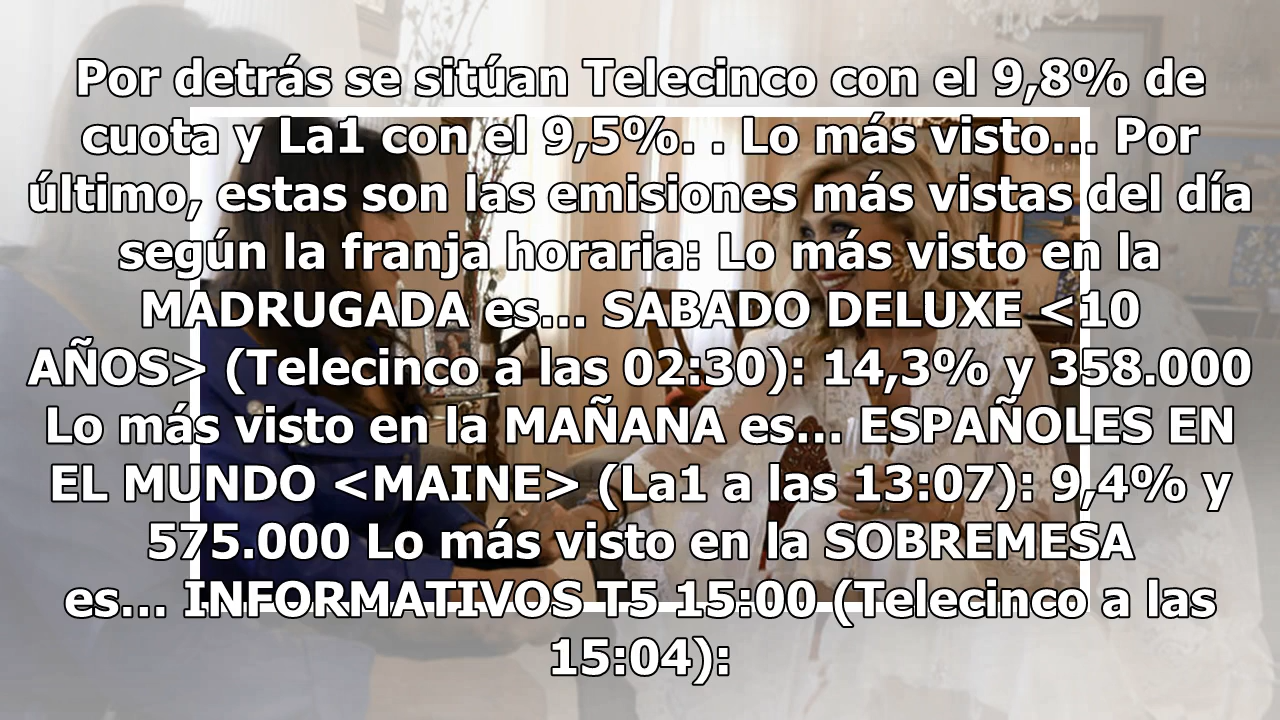 Por detrás se sitúan Telecinco con el 9,8% de
cuota y La1 con el 9,5%. . Lo más visto... Por
último, estas son las emisiones más vistas del día
según la franja horaria: Lo más visto en la
MADRUGADA es... SABADO DELUXE <10
AÑOS> (Telecinco a las 02:30): 14,3% y 358.000
Lo más visto en la MAÑANA es... ESPAÑOLES EN
EL MUNDO <MAINE> (La1 a las 13:07): 9,4% y
575.000 Lo más visto en la SOBREMESA
es... INFORMATIVOS T5 15:00 (Telecinco a las
15:04):